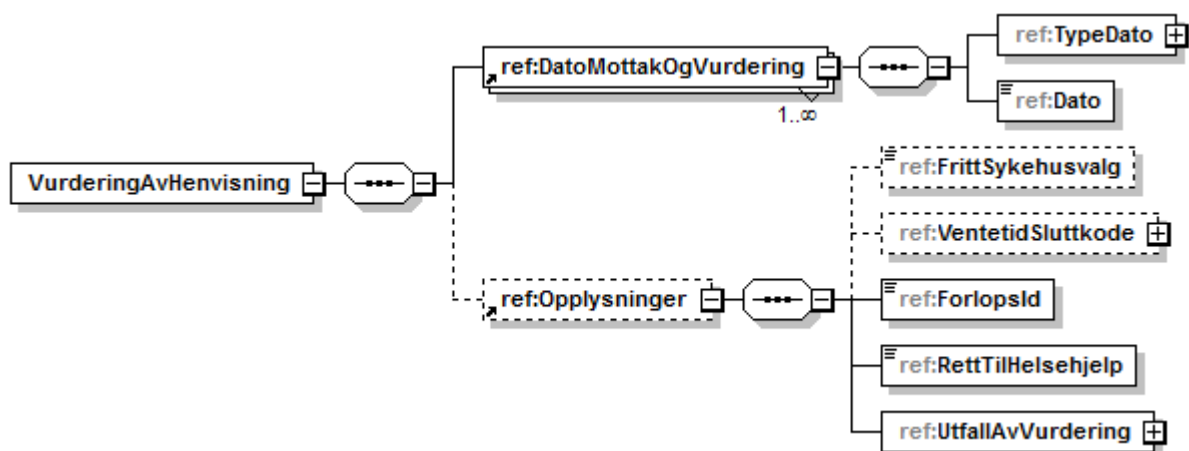 ref:TypeDato
ref:DatoMottakOgVurdering
1..∞
ref:Dato
ref:FrittSykehusvalg
VurderingAvHenvisning
ref:VentetidSluttkode
ref:Opplysninger
ref:ForlopsId
ref:RettTilHelsehjelp
ref:UtfallAvVurdering